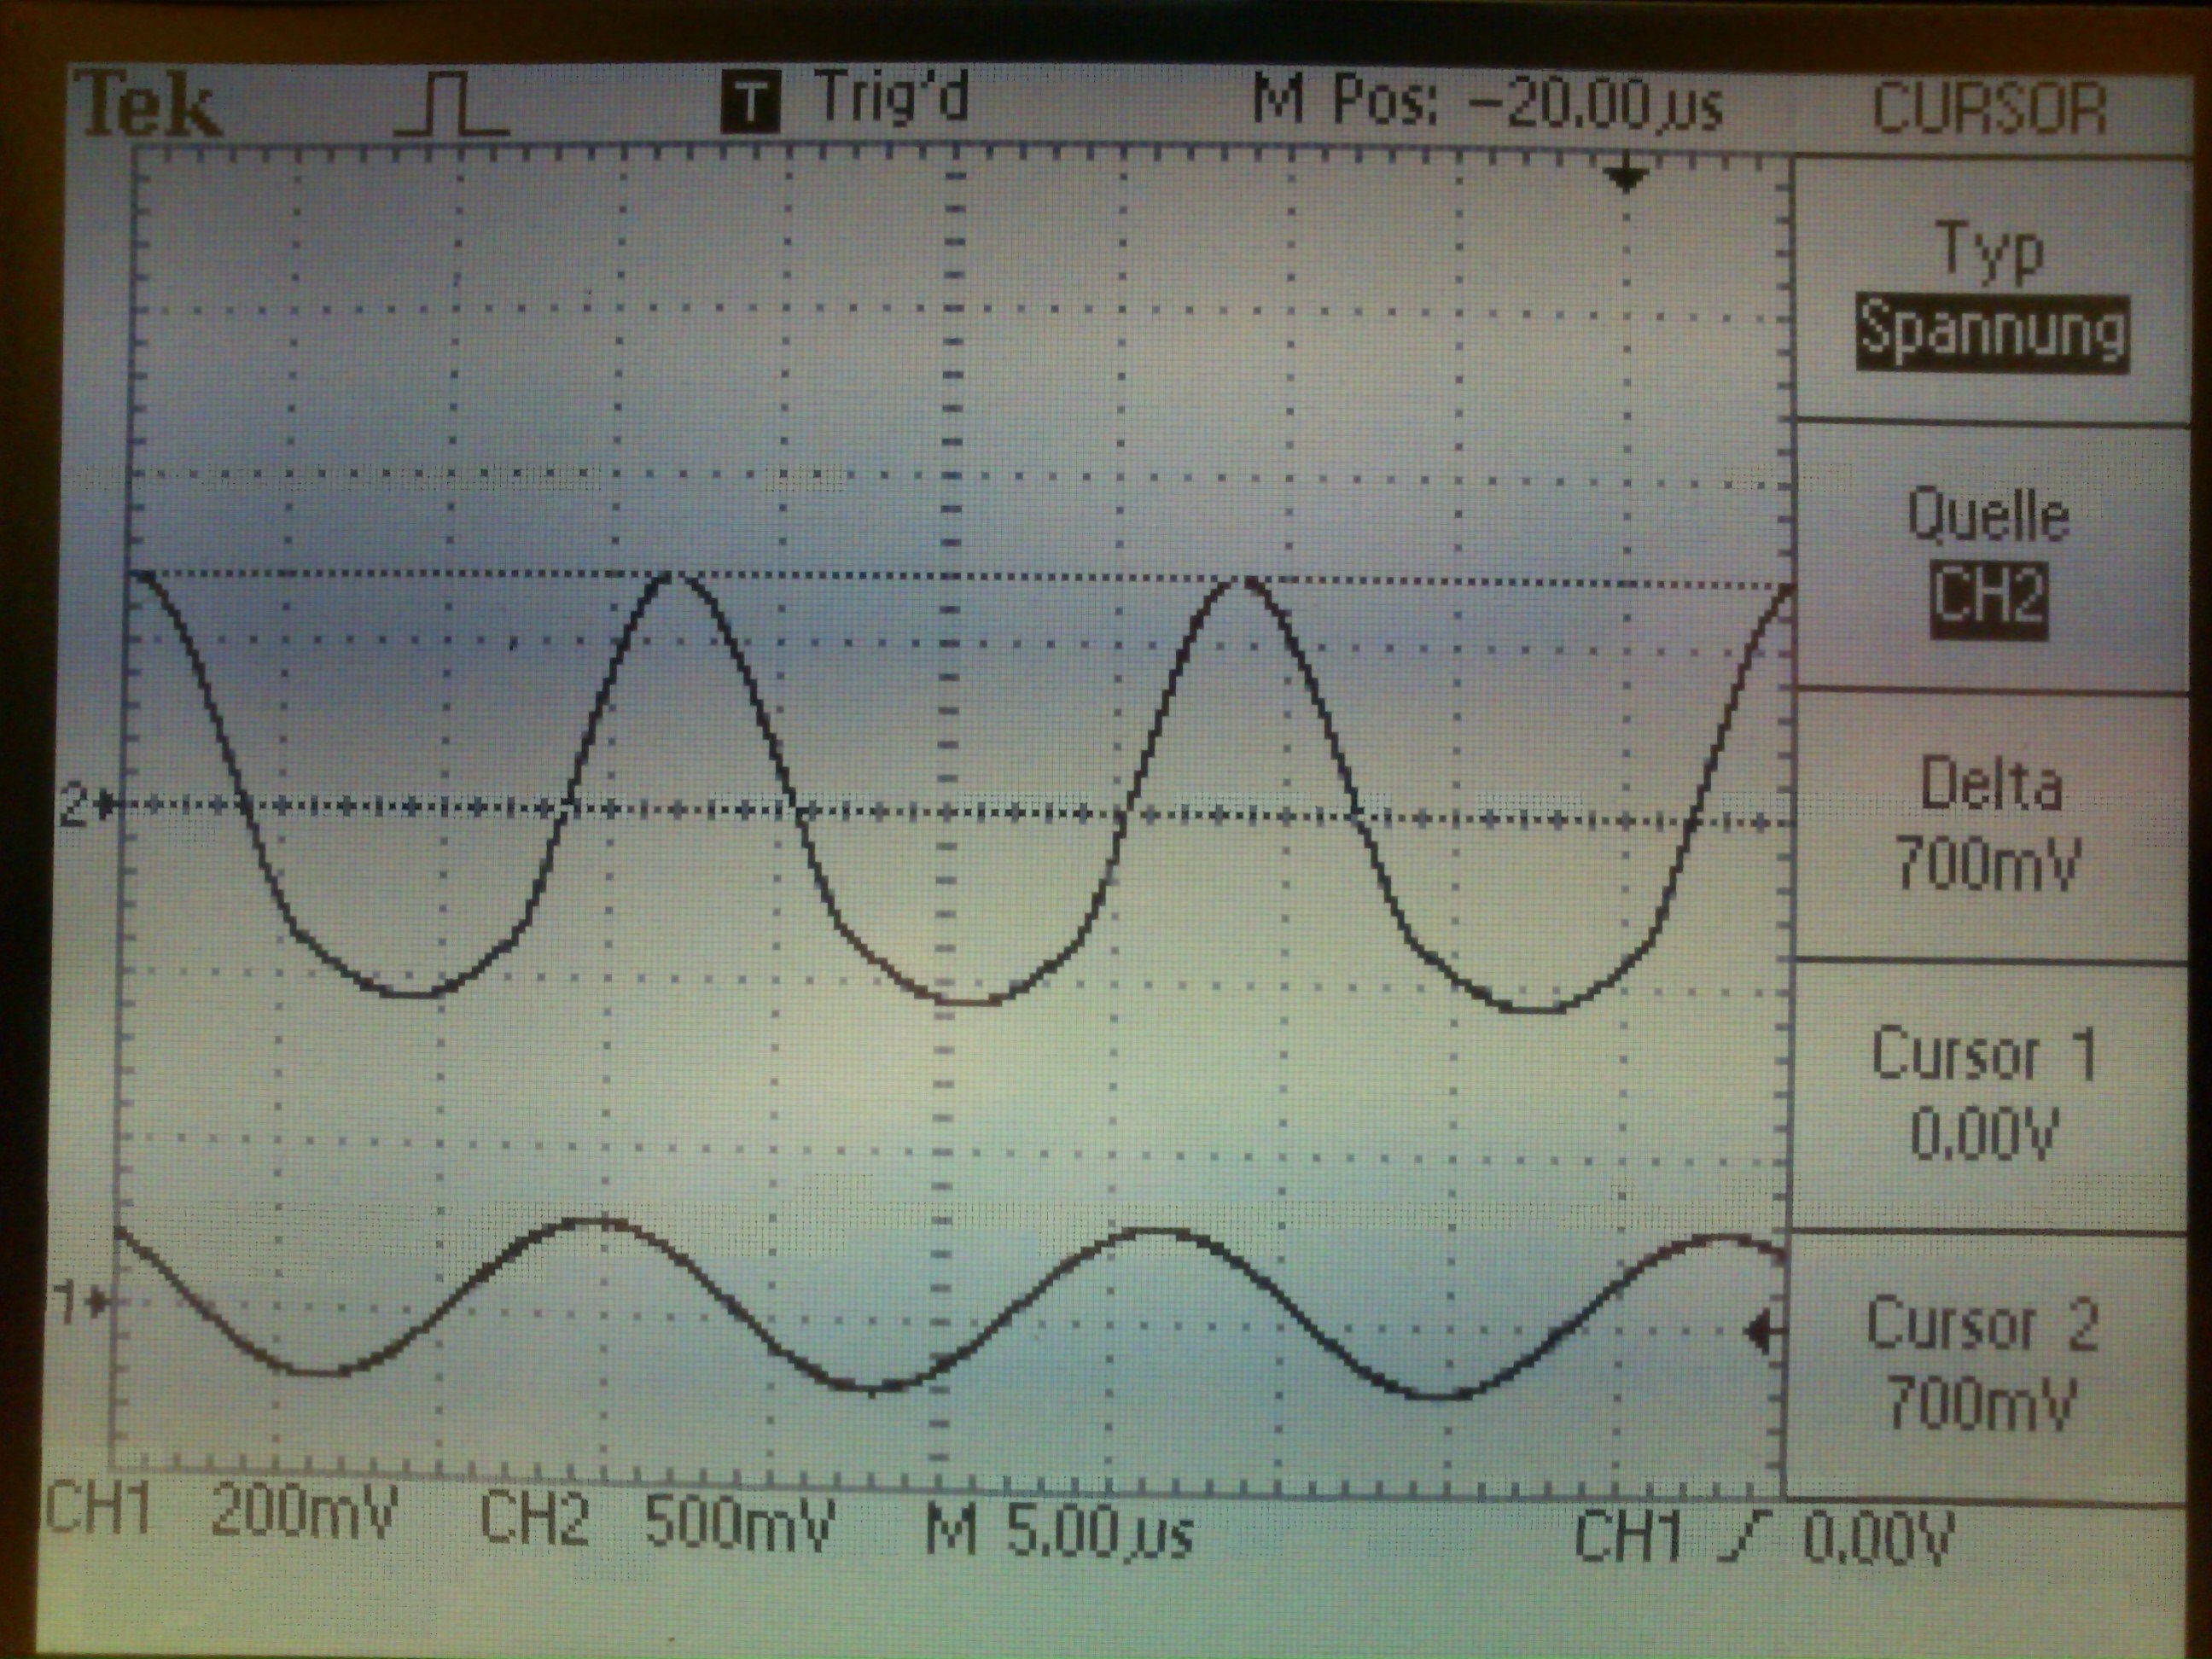 Tek T Trig'd M Pos: -20.00µs CURSOR
Typ
Spannung
Quelle
CH2
2
Delta
700mV
Cursor 1
0.00V
1
Cursor 2
700mV
CH1 200mV CH2 500mV M 5.00µs CH1 0.00V